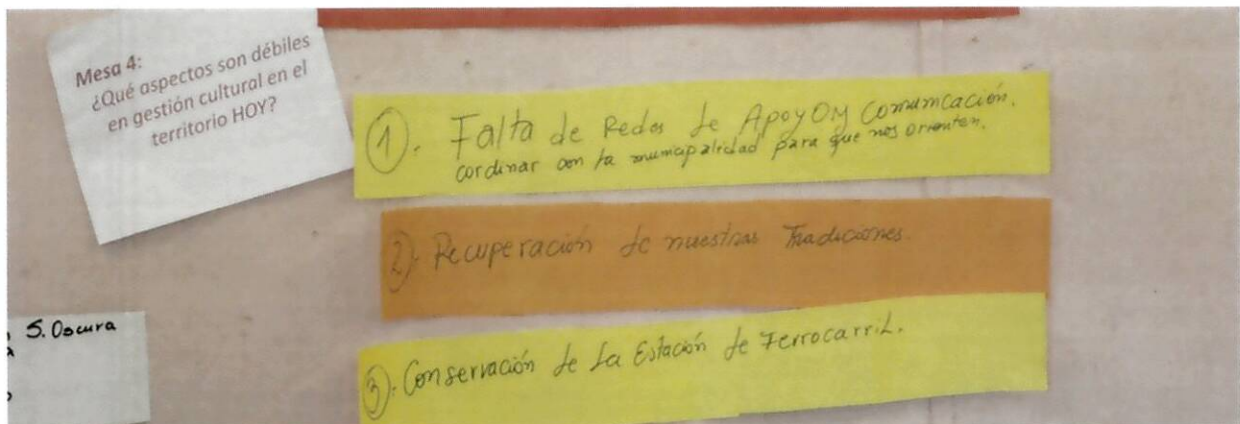 Mesa 4:
¿Qué aspectos son débiles
en gestión cultural en el
territorio HOY?
①. Falta de Redes de Apoyo y Comunicación.
cordinar con la municipalidad para que nos orienten.
2). Recuperación de nuestras Tradiciones.
③. Conservación de la Estación de Ferrocarril.
S. Oscura